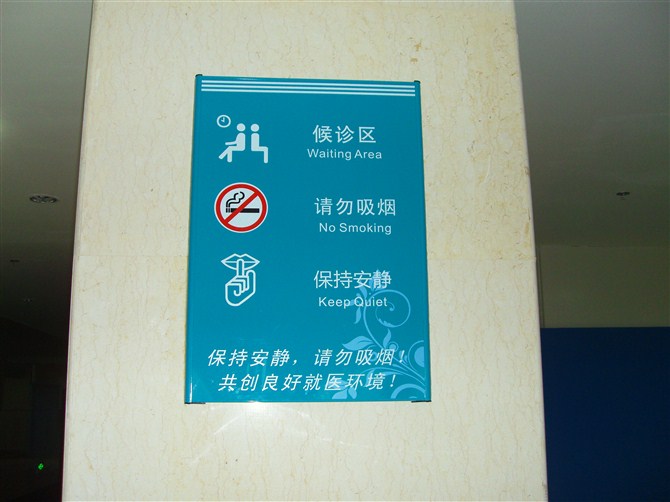 候诊区
Waiting Area
请勿吸烟
No Smoking
保持安静
Keep Quiet
保持安静，请勿吸烟！
共创良好就医环境！